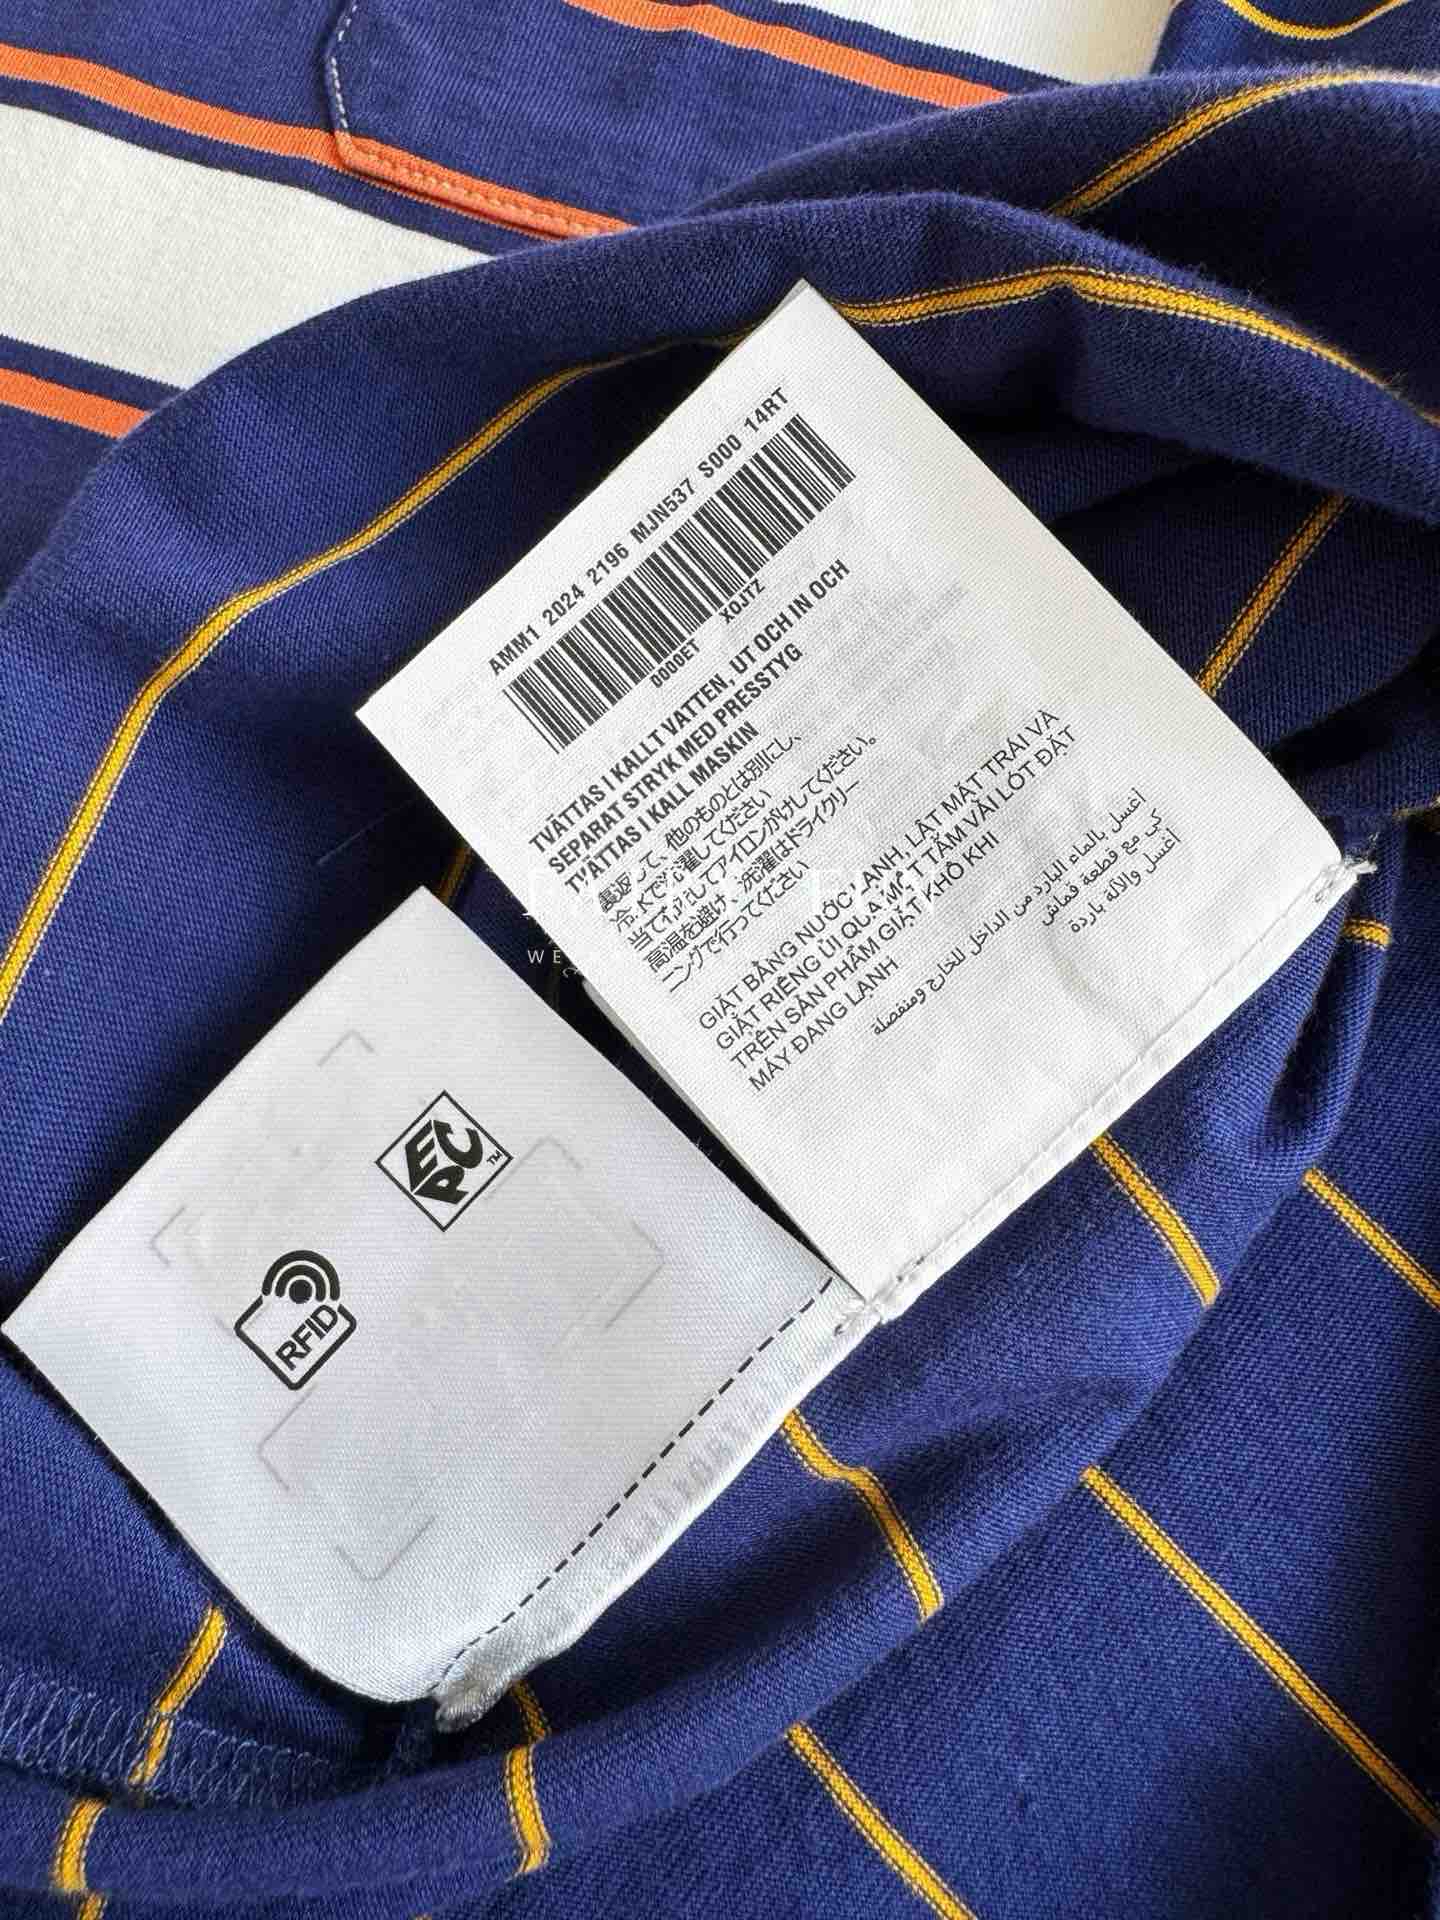 AMM1 2024 2196 MJN537 S000 14RT
0000ET X0JTZ
TVÄTTAS I KALLT VATTEN, UT OCH IN OCH
SEPARAT STRYK MED PRESSTYG
TVÄTTAS I KALL MASKIN
裏返して、他のものとは別にし、
冷水で洗濯してください
当て布をしてアイロンがけしてください。
高温を避け、洗濯はドライクリー
ニングで行ってください
GIẶT BẰNG NƯỚC LẠNH, LẬT MẶT TRÁI VÀ
GIẶT RIÊNG ỦI QUA MỘT TẤM VẢI LÓT ĐẶT
TRÊN SẢN PHẨM GIẶT KHÔ KHI
MÁY ĐANG LẠNH
اغسل بالماء البارد من الداخل للخارج ومنفصلة
كي مع قطعة قماش
اغسل والآلة باردة
EPC™
RFID